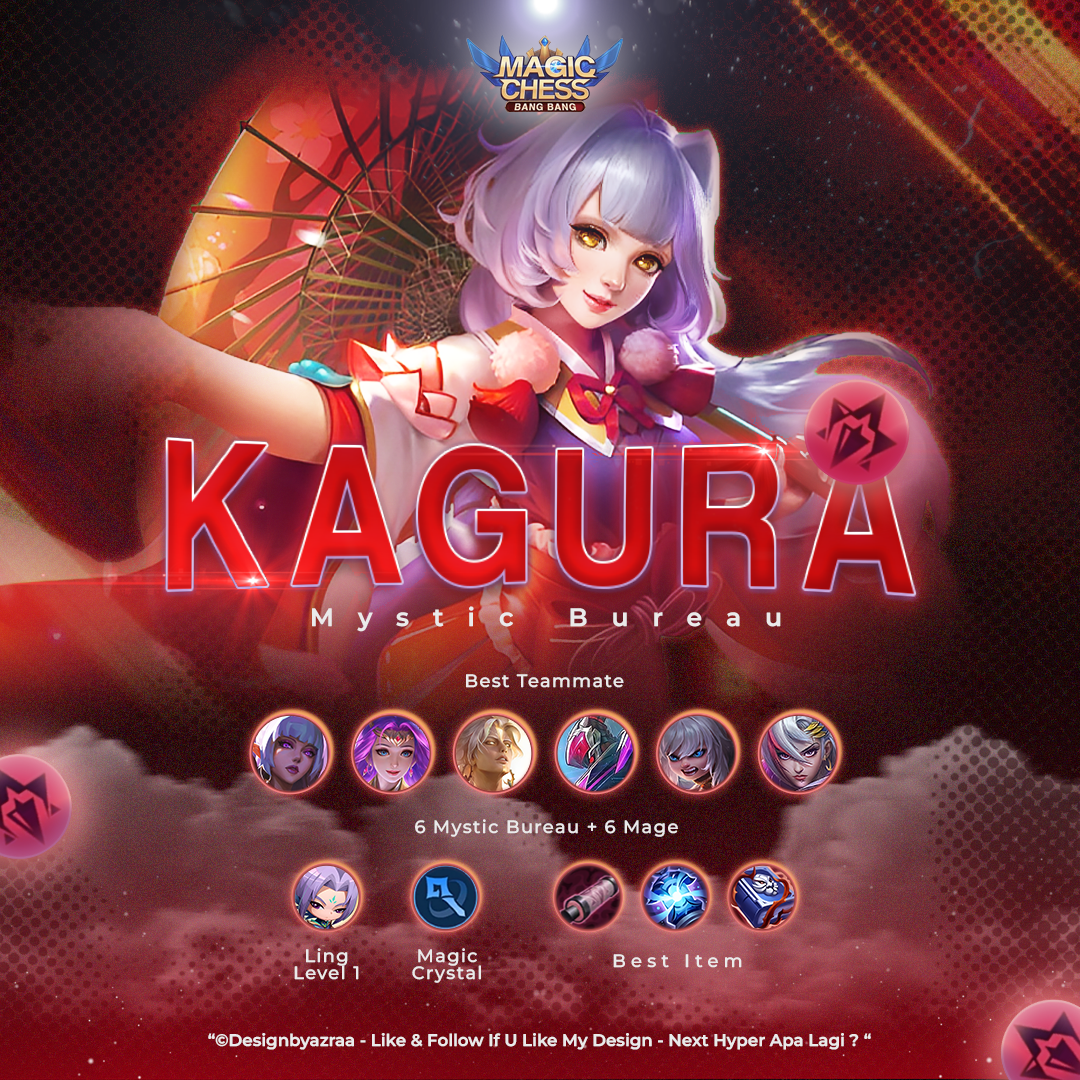 MAGIC
CHESS
BANG BANG
KAGURA
Mystic Bureau
Best Teammate
6 Mystic Bureau + 6 Mage
Ling
Level 1
Magic
Crystal
Best Item
“©Designbyazraa - Like & Follow If U Like My Design - Next Hyper Apa Lagi ? “